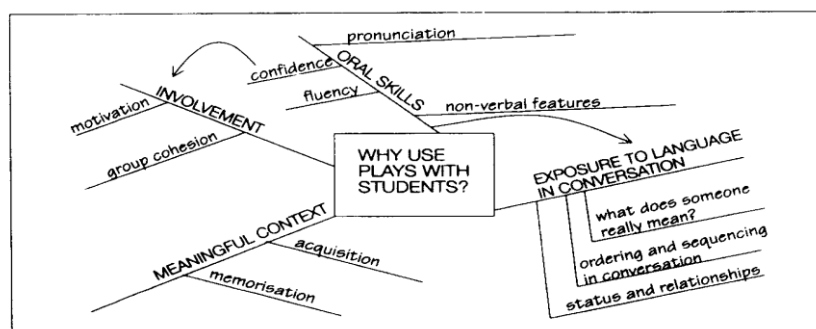 pronunciation
confidence
ORAL SKILLS
fluency
non-verbal features
INVOLVEMENT
motivation
group cohesion
WHY USE
PLAYS WITH
STUDENTS?
EXPOSURE TO LANGUAGE
IN CONVERSATION
what does someone
really mean?
ordering and sequencing
in conversation
status and relationships
MEANINGFUL CONTEXT
acquisition
memorisation